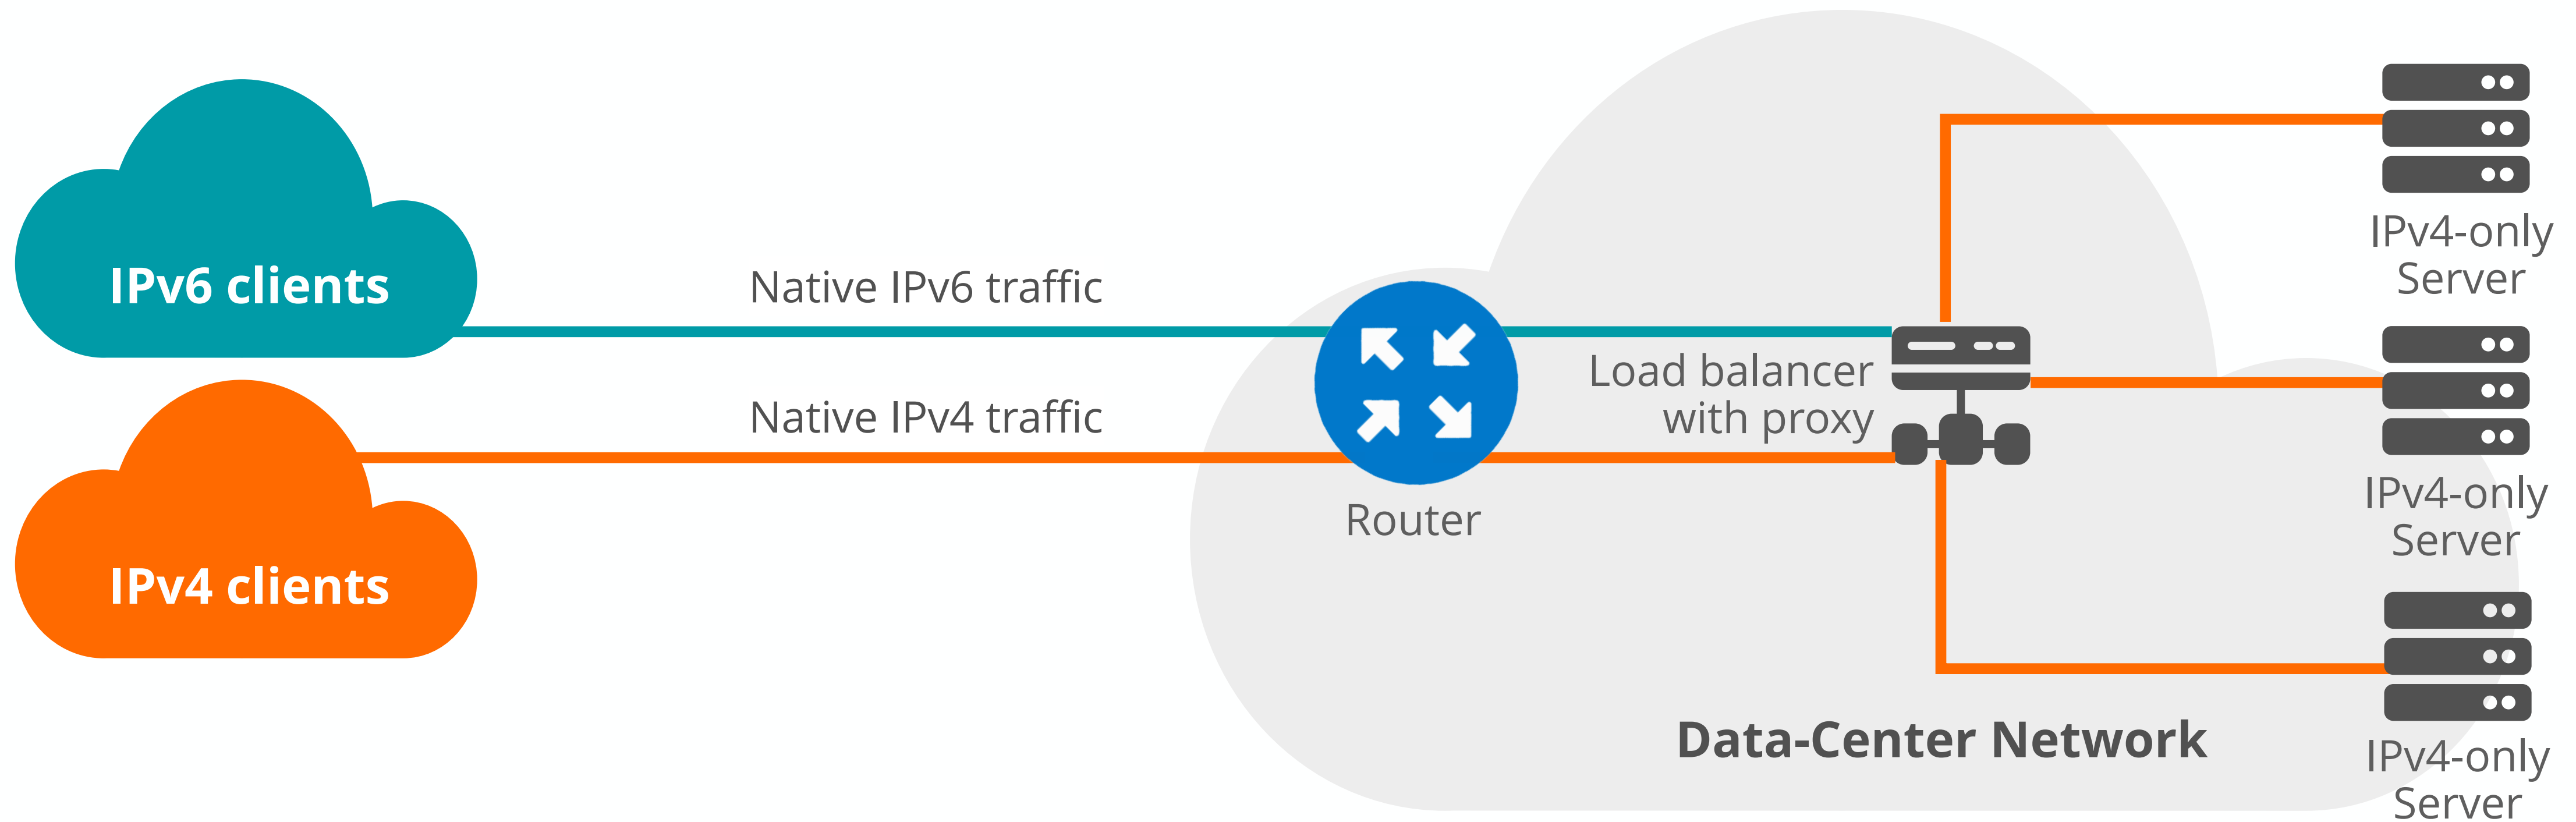 IPv6 clients
Native IPv6 traffic
IPv4 clients
Native IPv4 traffic
Router
Load balancer
with proxy
IPv4-only
Server
IPv4-only
Server
IPv4-only
Server
Data-Center Network